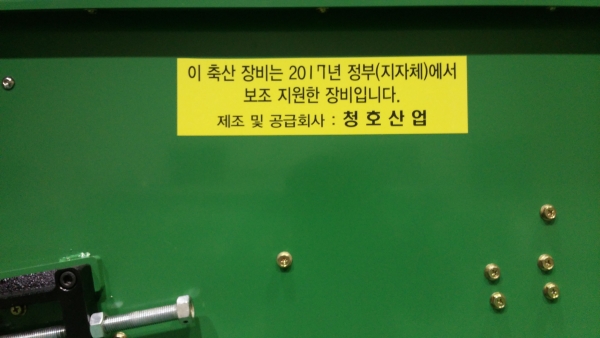 이 축산 장비는 2017년 정부(지자체)에서
보조 지원한 장비입니다.
제조 및 공급회사 : 청호산업